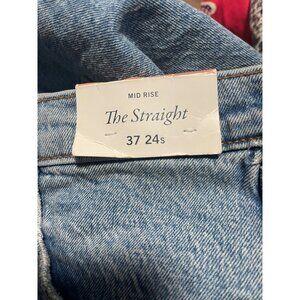 MID RISE
The Straight
37 24s